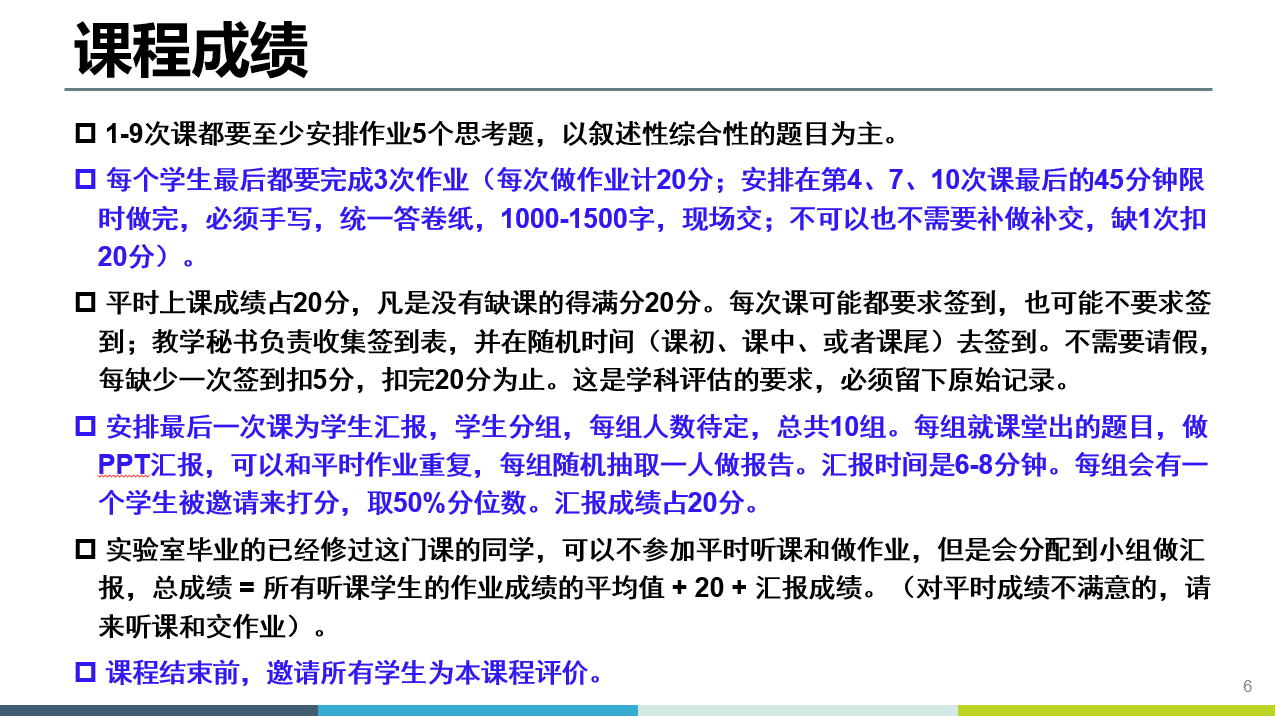 课程成绩
1-9次课都要至少安排作业5个思考题，以叙述性综合性的题目为主。
每个学生最后都要完成3次作业（每次做作业计20分；安排在第4、7、10次课最后的45分钟限
时做完，必须手写，统一答卷纸，1000-1500字，现场交；不可以也不需要补做补交，缺1次扣
20分）。
平时上课成绩占20分，凡是没有缺课的得满分20分。每次课可能都要求签到，也可能不要求签
到；教学秘书负责收集签到表，并在随机时间（课初、课中、或者课尾）去签到。不需要请假，
每缺少一次签到扣5分，扣完20分为止。这是学科评估的要求，必须留下原始记录。
安排最后一次课为学生汇报，学生分组，每组人数待定，总共10组。每组就课堂出的题目，做
PPT汇报，可以和平时作业重复，每组随机抽取一人做报告。汇报时间是6-8分钟。每组会有一
个学生被邀请来打分，取50%分位数。汇报成绩占20分。
实验室毕业的已经修过这门课的同学，可以不参加平时听课和做作业，但是会分配到小组做汇
报，总成绩 = 所有听课学生的作业成绩的平均值 + 20 + 汇报成绩。（对平时成绩不满意的，请
来听课和交作业）。
课程结束前，邀请所有学生为本课程评价。
6